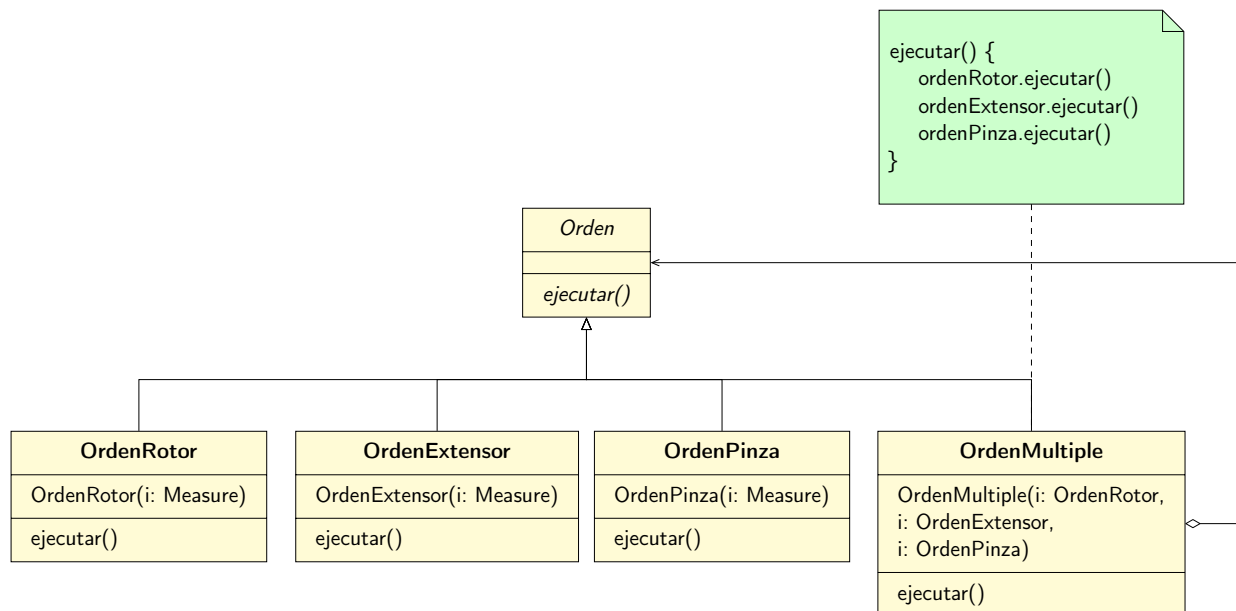 ejecutar() {
ordenRotor.ejecutar()
ordenExtensor.ejecutar()
ordenPinza.ejecutar()
}
Orden
ejecutar()
OrdenRotor
OrdenRotor(i: Measure)
ejecutar()
OrdenExtensor
OrdenExtensor(i: Measure)
ejecutar()
OrdenPinza
OrdenPinza(i: Measure)
ejecutar()
OrdenMultiple
OrdenMultiple(i: OrdenRotor,
i: OrdenExtensor,
i: OrdenPinza)
ejecutar()